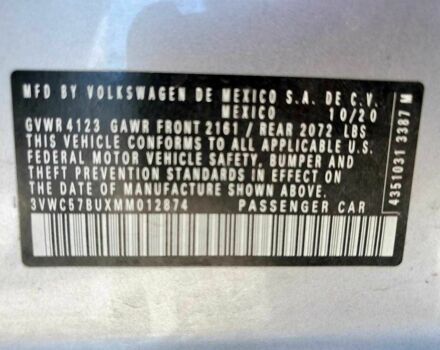 MFD BY VOLKSWAGEN DE MEXICO S.A. DE C.V.
MEXICO 10/20
GVWR 4123 GAWR FRONT 2161 / REAR 2072 LBS
THIS VEHICLE CONFORMS TO ALL APPLICABLE U.S.
FEDERAL MOTOR VEHICLE SAFETY, BUMPER AND
THEFT PREVENTION STANDARDS IN EFFECT
ON THE DATE OF MANUFACTURE SHOWN ABOVE
3VWC57BUXMM012874 PASSENGER CAR
4351031 3387 M